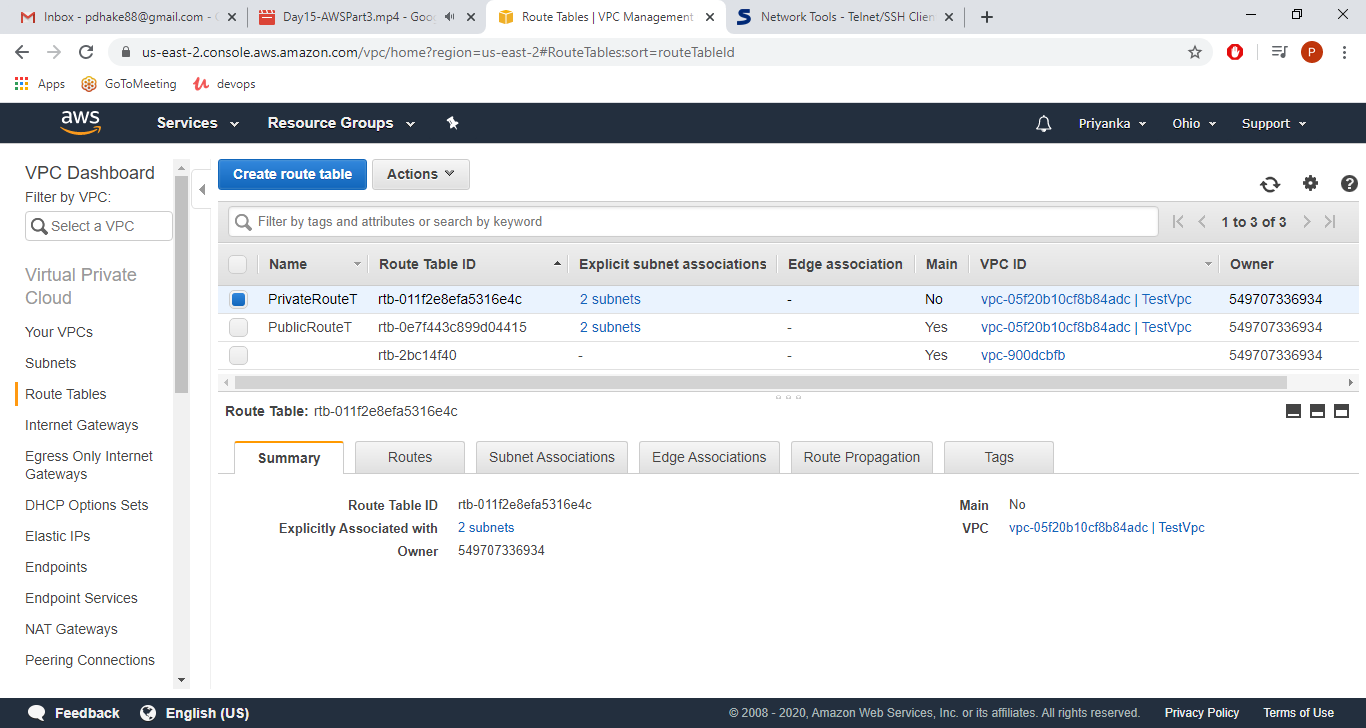 Inbox - pdhake88@gmail.com - G
Day15-AWSPart3.mp4 - Goo
Route Tables | VPC Management
Network Tools - Telnet/SSH Clien
us-east-2.console.aws.amazon.com/vpc/home?region=us-east-2#RouteTables:sort=routeTableId
P
Apps GoToMeeting devops
aws Services Resource Groups Priyanka Ohio Support
VPC Dashboard
Filter by VPC:
Select a VPC
Virtual Private
Cloud
Your VPCs
Subnets
Route Tables
Internet Gateways
Egress Only Internet
Gateways
DHCP Options Sets
Elastic IPs
Endpoints
Endpoint Services
NAT Gateways
Peering Connections
Create route table Actions
Filter by tags and attributes or search by keyword 1 to 3 of 3
Name Route Table ID Explicit subnet associations Edge association Main VPC ID Owner
PrivateRouteT rtb-011f2e8efa5316e4c 2 subnets - No vpc-05f20b10cf8b84adc | TestVpc 549707336934
PublicRouteT rtb-0e7f443c899d04415 2 subnets - Yes vpc-05f20b10cf8b84adc | TestVpc 549707336934
rtb-2bc14f40 - - Yes vpc-900dcbfb 549707336934
Route Table: rtb-011f2e8efa5316e4c
Summary Routes Subnet Associations Edge Associations Route Propagation Tags
Route Table ID rtb-011f2e8efa5316e4c Main No
Explicitly Associated with 2 subnets VPC vpc-05f20b10cf8b84adc | TestVpc
Owner 549707336934
Feedback English (US) © 2008 - 2020, Amazon Web Services, Inc. or its affiliates. All rights reserved. Privacy Policy Terms of Use